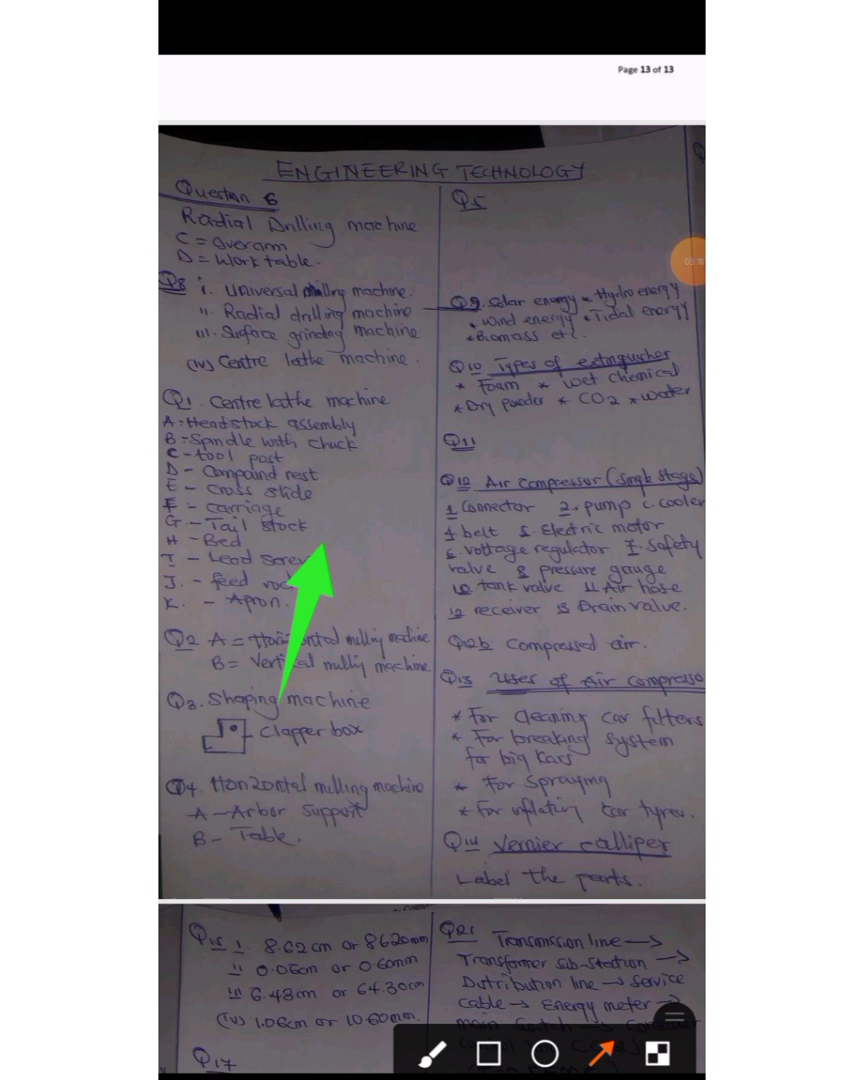 Page 13 of 13
ENGINEERING TECHNOLOGY
Question 6
Radial Drilling machine
C = Overarm
D = Work table.
Q8 i. Universal milling machine.
ii. Radial drilling machine
iii. Surface grinding machine
(iv) Centre lathe machine.
Q1 Centre lathe machine
A - Headstock assembly
B = Spindle with chuck
C - tool post
D - Compound rest
E - Cross slide
F - Carriage
G - Tail stock
H - Bed
I - Lead
J. - feed
K. - Apron.
Q2 A = Horizontal milling machine
B = Vertical milling machine
Q3. Shaping machine
clapper box
Q4. Horizontal milling machine
A - Arbor support
B - Table.
Q5
Q9. Solar energy * Hydro energy
* Wind energy * Tidal energy
* Biomass etc.
Q10 Types of extinguisher
* Foam * Wet chemical
* Dry powder * CO2 * water
Q11
Q12 Air compressor (single stage)
1 Connector 2. pump cooler
4 belt 5. Electric motor
6. voltage regulator 7. Safety
valve 8 pressure gauge
10 tank valve 11 Air hose
12 receiver 13 Drain valve.
Q12b Compressed air.
Q13 Uses of Air compresso
* For cleaning car filters
* For breaking system
for big kars
* For Spraying
* For inflating car tyres.
Q14 Vernier calliper
Label the parts.
Q15 i. 8.62cm or 8620mm
ii 0.06cm or 0.60mm
iii 6.43cm or 64.30cm
(iv) 1.06cm or 10.60mm.
Q17
Q21 Transmission line →
Transformer sub-station →
Distribution line → service
cable → Energy meter →
main